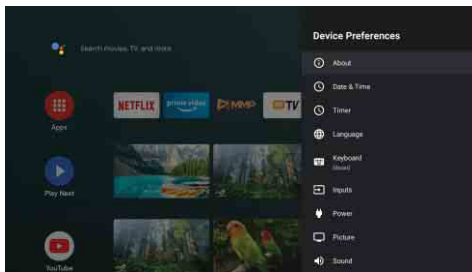 Device Preferences
Search movies, TV, and more
About
Date & Time
Timer
Language
Keyboard
Inputs
Power
Picture
Sound
NETFLIX
prime video
MMP
TV
Apps
Play Next
YouTube